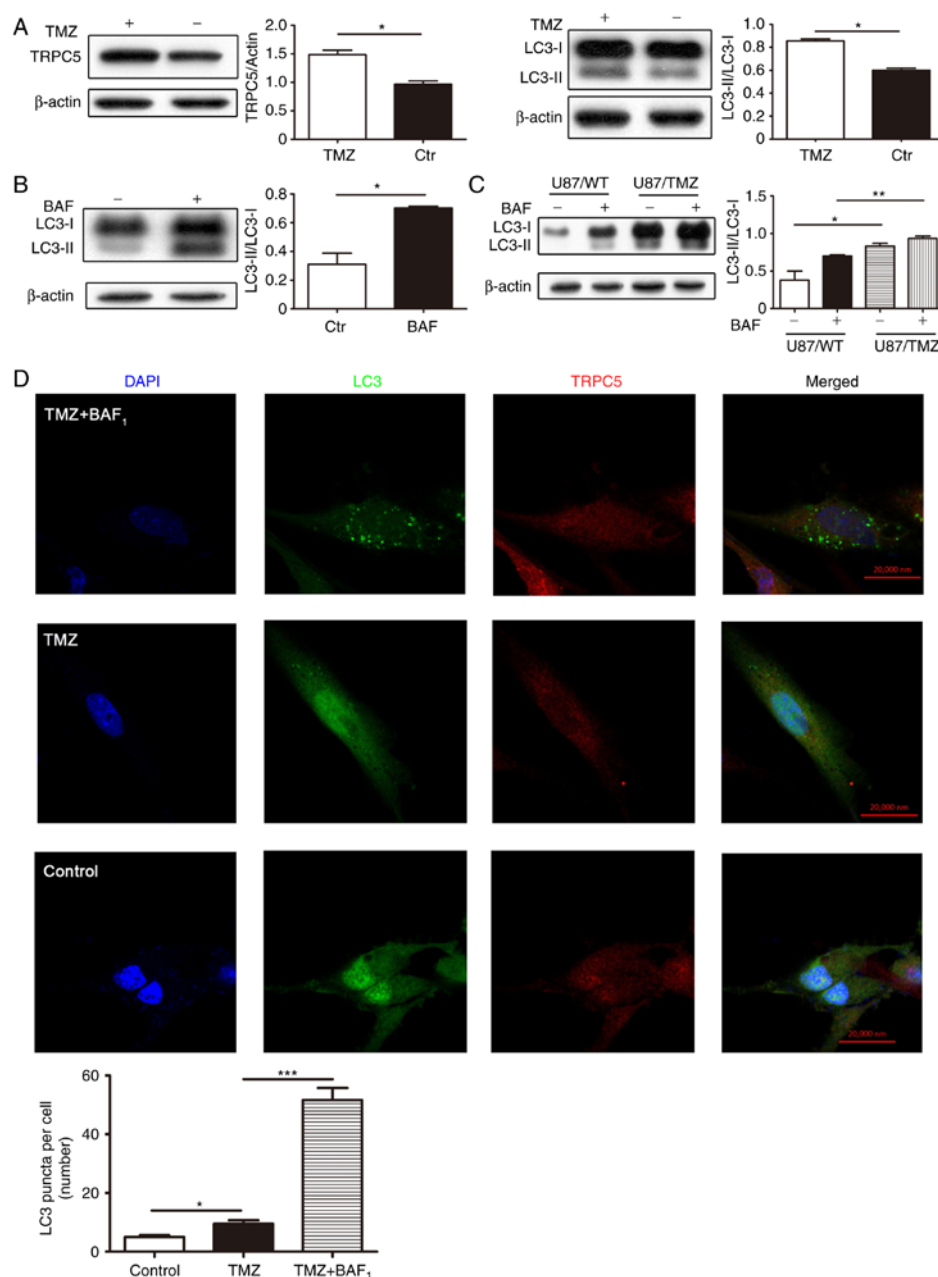 A
TMZ + −
TRPC5
β-actin
TRPC5/Actin
2.0
1.5
1.0
0.5
0
*
TMZ Ctr
TMZ + −
LC3-I
LC3-II
β-actin
LC3-II/LC3-I
1.0
0.8
0.6
0.4
0.2
0
*
TMZ Ctr
B
BAF − +
LC3-I
LC3-II
β-actin
LC3-II/LC3-I
0.8
0.6
0.4
0.2
0
*
Ctr BAF
C
U87/WT U87/TMZ
BAF − + − +
LC3-I
LC3-II
β-actin
LC3-II/LC3-I
1.5
1.0
0.5
0
*
**
BAF − + − +
U87/WT U87/TMZ
D
DAPI LC3 TRPC5 Merged
TMZ+BAF₁
20,000 nm
TMZ
20,000 nm
Control
20,000 nm
LC3 puncta per cell
(number)
60
40
20
0
*
***
Control TMZ TMZ+BAF₁